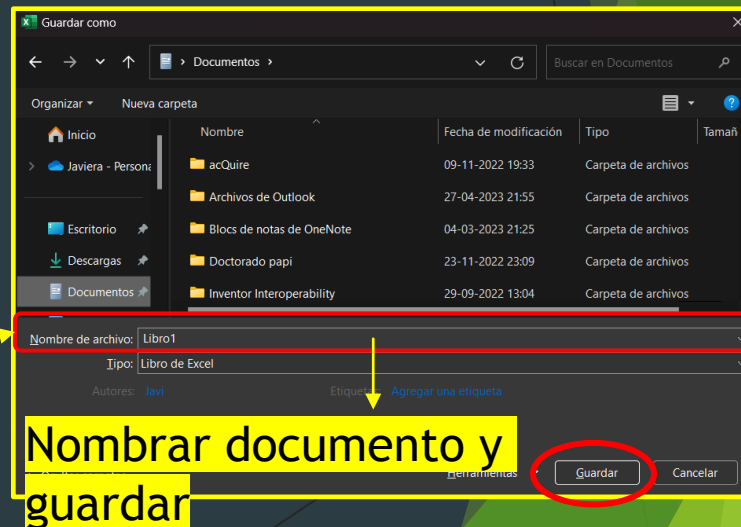 Guardar como
Documentos
Buscar en Documentos
Organizar Nueva carpeta
Nombre Fecha de modificación Tipo Tamañ
Inicio
Javiera - Persona
Escritorio
Descargas
Documentos
acQuire 09-11-2022 19:33 Carpeta de archivos
Archivos de Outlook 27-04-2023 21:55 Carpeta de archivos
Blocs de notas de OneNote 04-03-2023 21:25 Carpeta de archivos
Doctorado papi 23-11-2022 23:09 Carpeta de archivos
Inventor Interoperability 29-09-2022 13:04 Carpeta de archivos
Nombre de archivo: Libro1
Tipo: Libro de Excel
Autores: Javi Etiquetas: Agregar una etiqueta
Nombrar documento y
guardar
Herramientas Guardar Cancelar